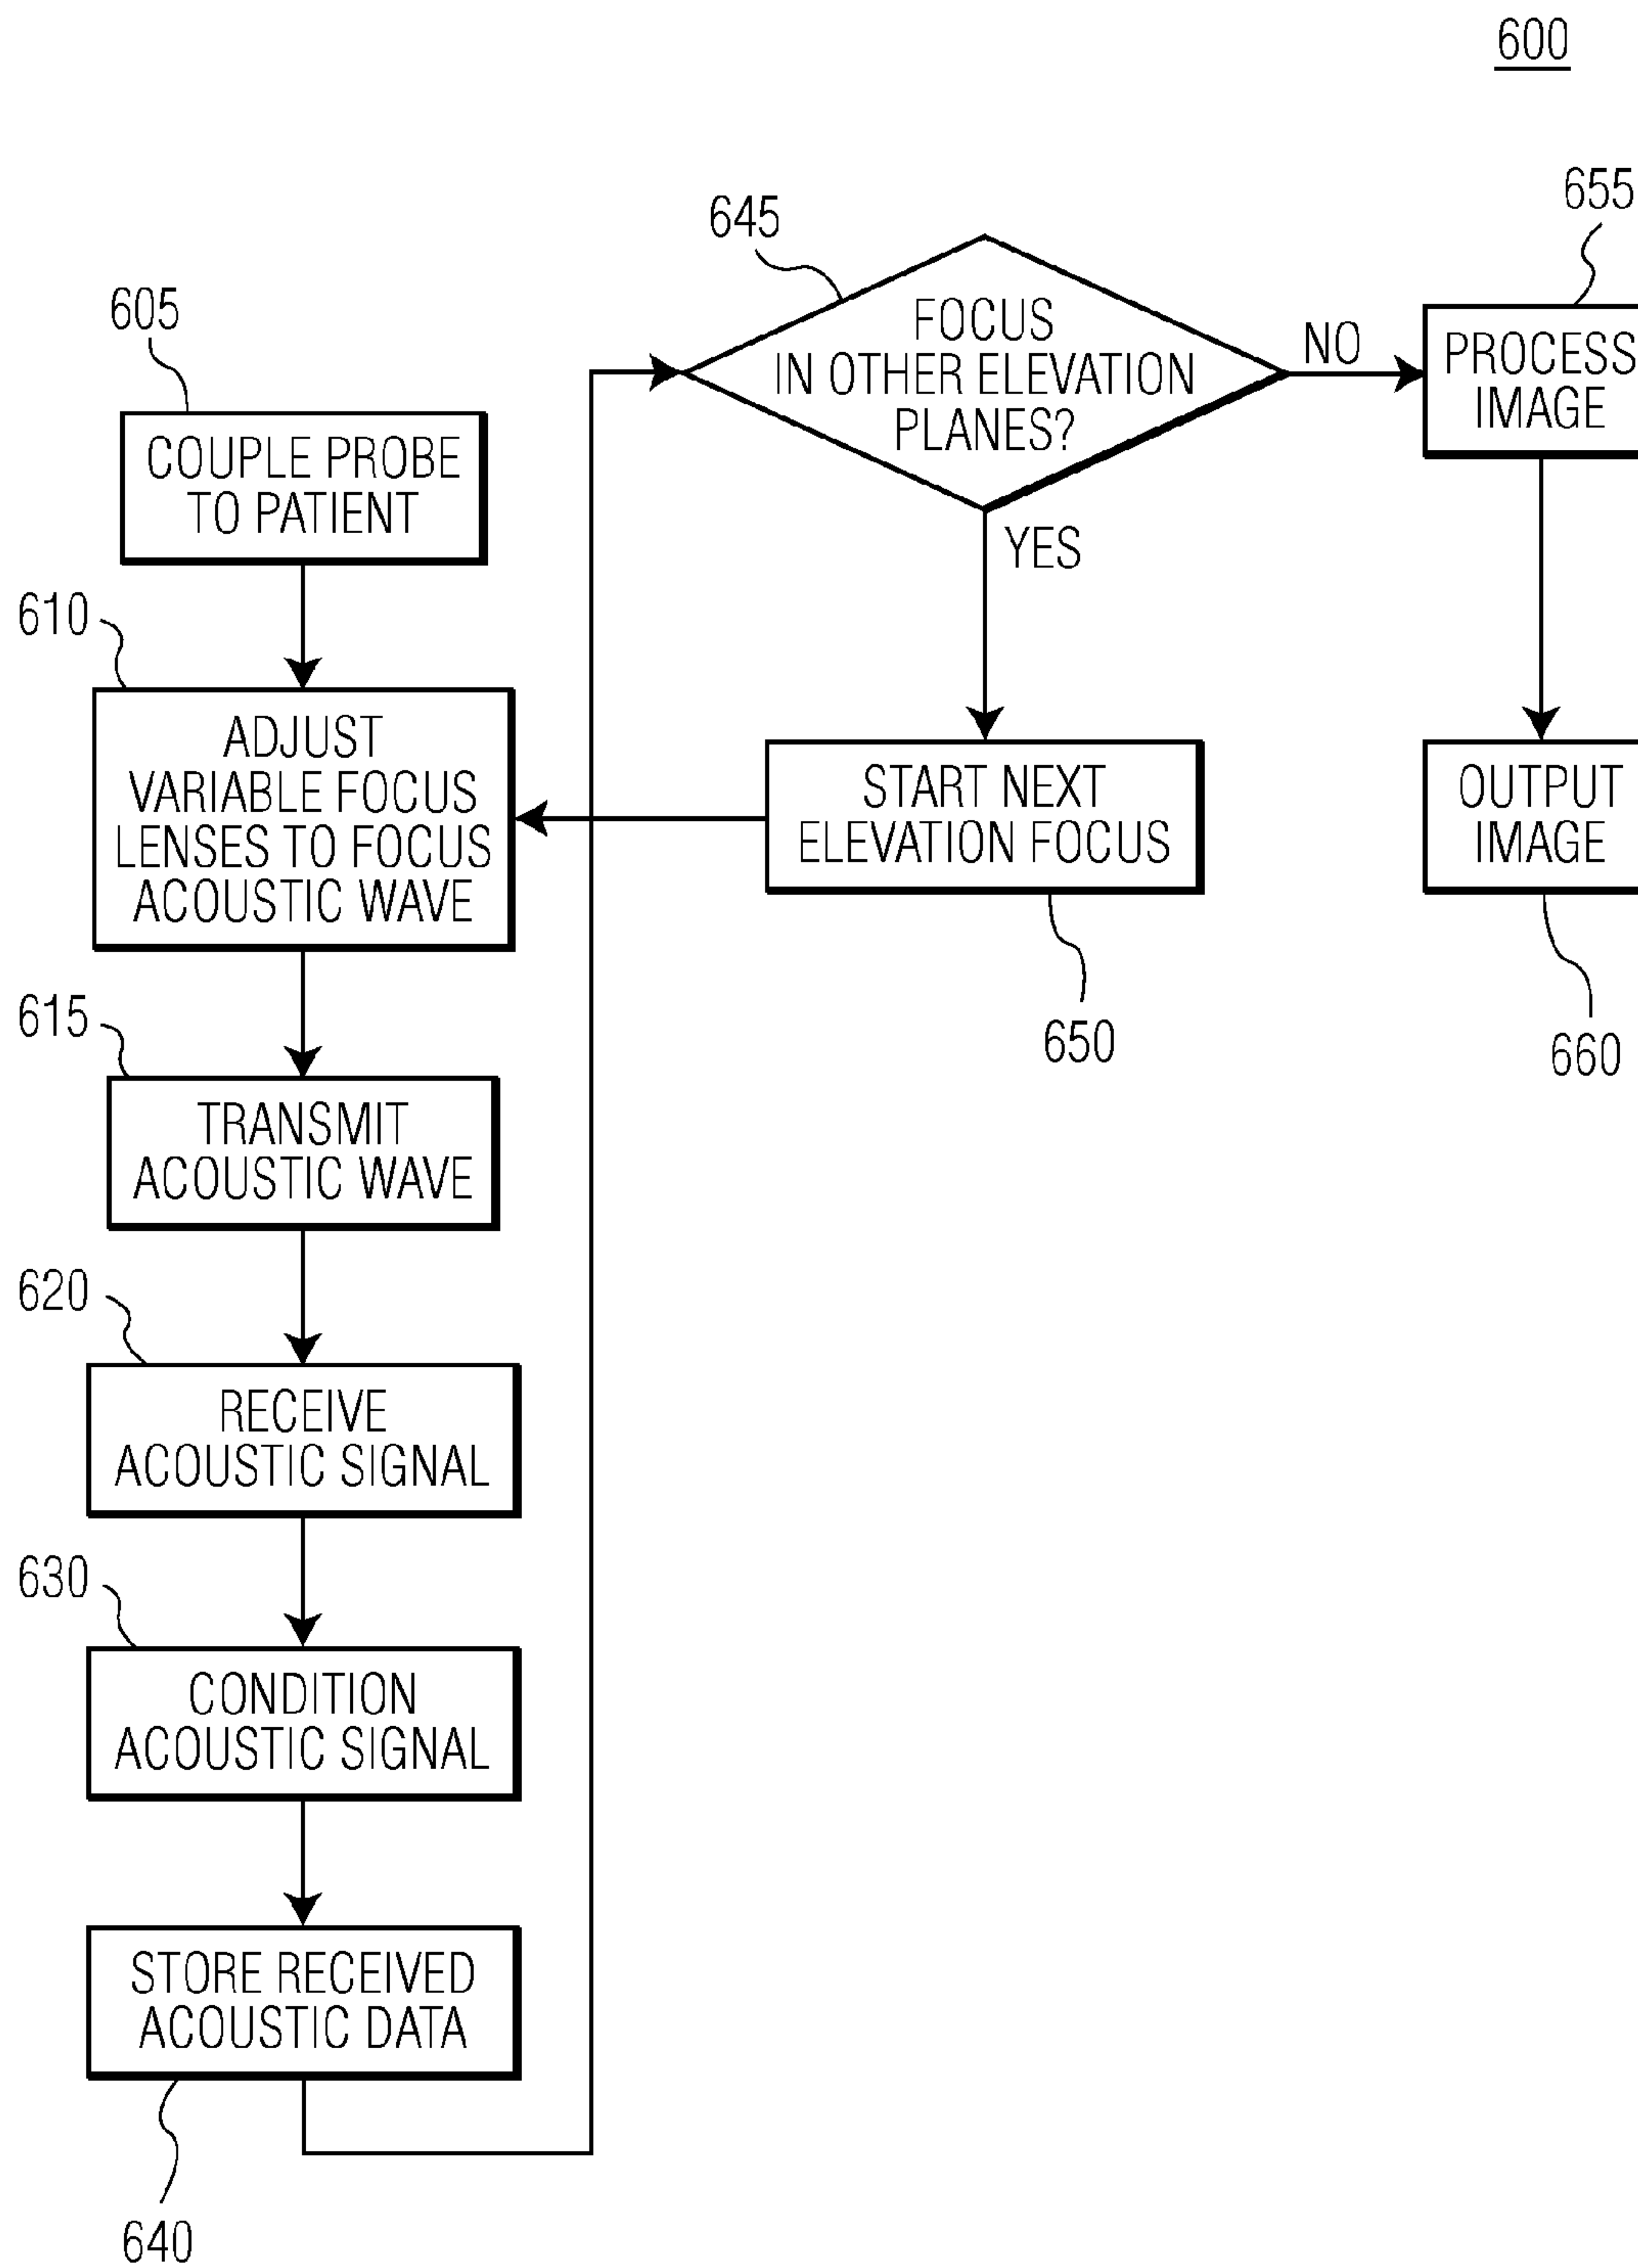 600
605
COUPLE PROBE
TO PATIENT
610
ADJUST
VARIABLE FOCUS
LENSES TO FOCUS
ACOUSTIC WAVE
615
TRANSMIT
ACOUSTIC WAVE
620
RECEIVE
ACOUSTIC SIGNAL
630
CONDITION
ACOUSTIC SIGNAL
STORE RECEIVED
ACOUSTIC DATA
640
645
FOCUS
IN OTHER ELEVATION
PLANES?
YES
NO
START NEXT
ELEVATION FOCUS
650
655
PROCESS
IMAGE
OUTPUT
IMAGE
660